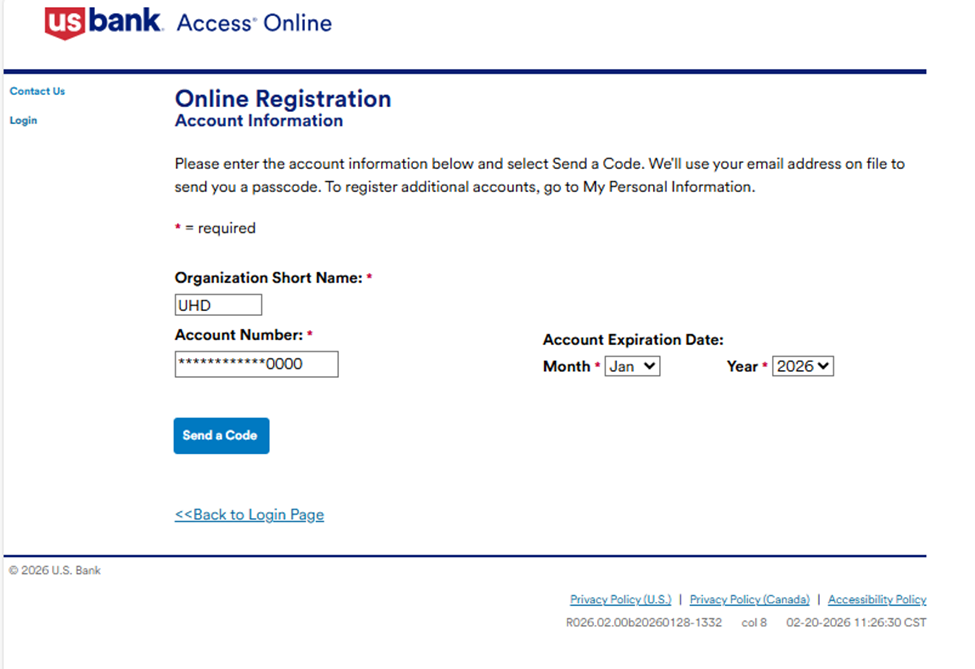 usbank. Access® Online
Contact Us
Login
Online Registration
Account Information
Please enter the account information below and select Send a Code. We'll use your email address on file to
send you a passcode. To register additional accounts, go to My Personal Information.
* = required
Organization Short Name: *
UHD
Account Number: *
************0000
Account Expiration Date:
Month * Jan Year * 2026
Send a Code
<<Back to Login Page
© 2026 U.S. Bank
Privacy Policy (U.S.) | Privacy Policy (Canada) | Accessibility Policy
R026.02.00b20260128-1332 col 8 02-20-2026 11:26:30 CST